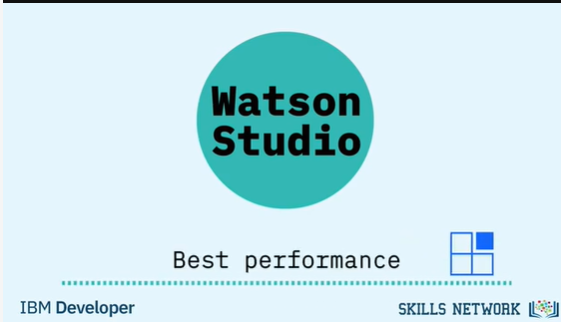 Watson
Studio
Best performance
IBM Developer
SKILLS NETWORK